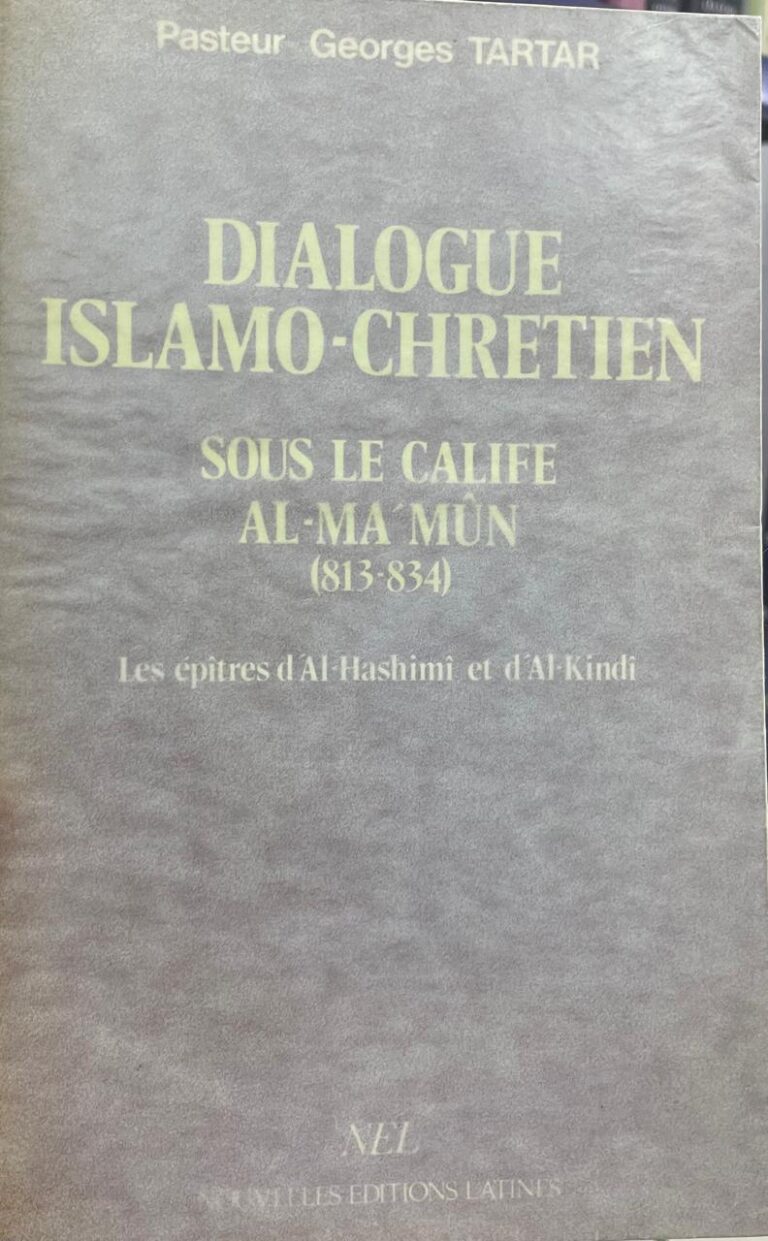 Pasteur Georges TARTAR
DIALOGUE
ISLAMO-CHRETIEN
SOUS LE CALIFE
AL-MA´MÛN
(813-834)
Les épîtres d´Al-Hashimî et d´Al-Kindî
NEL
NOUVELLES EDITIONS LATINES